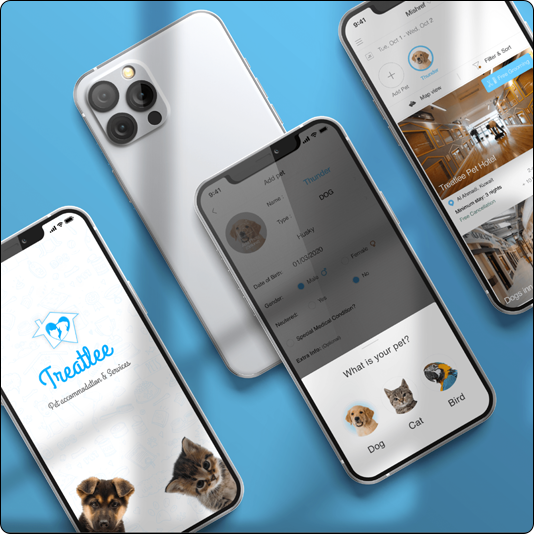 Treatlee
Pet accommodation & Services
9:41
Add pet
Name:
Thunder
Type:
DOG
Husky
Date of Birth:
01/03/2020
Gender:
Male
Female
Neutered:
Yes
No
Special Medical Condition?
Extra Info: (Optional)
What is your pet?
Dog
Cat
Bird
9:41
Mishref
Tue, Oct 1 - Wed, Oct 7
Add Pet
Thunder
Map view
Filter & Sort
Free Grooming
Treatlee Pet Hotel
Al Ahmadi, Kuwait
Minimum stay: 3 nights
Free Cancellation
Dogs inn